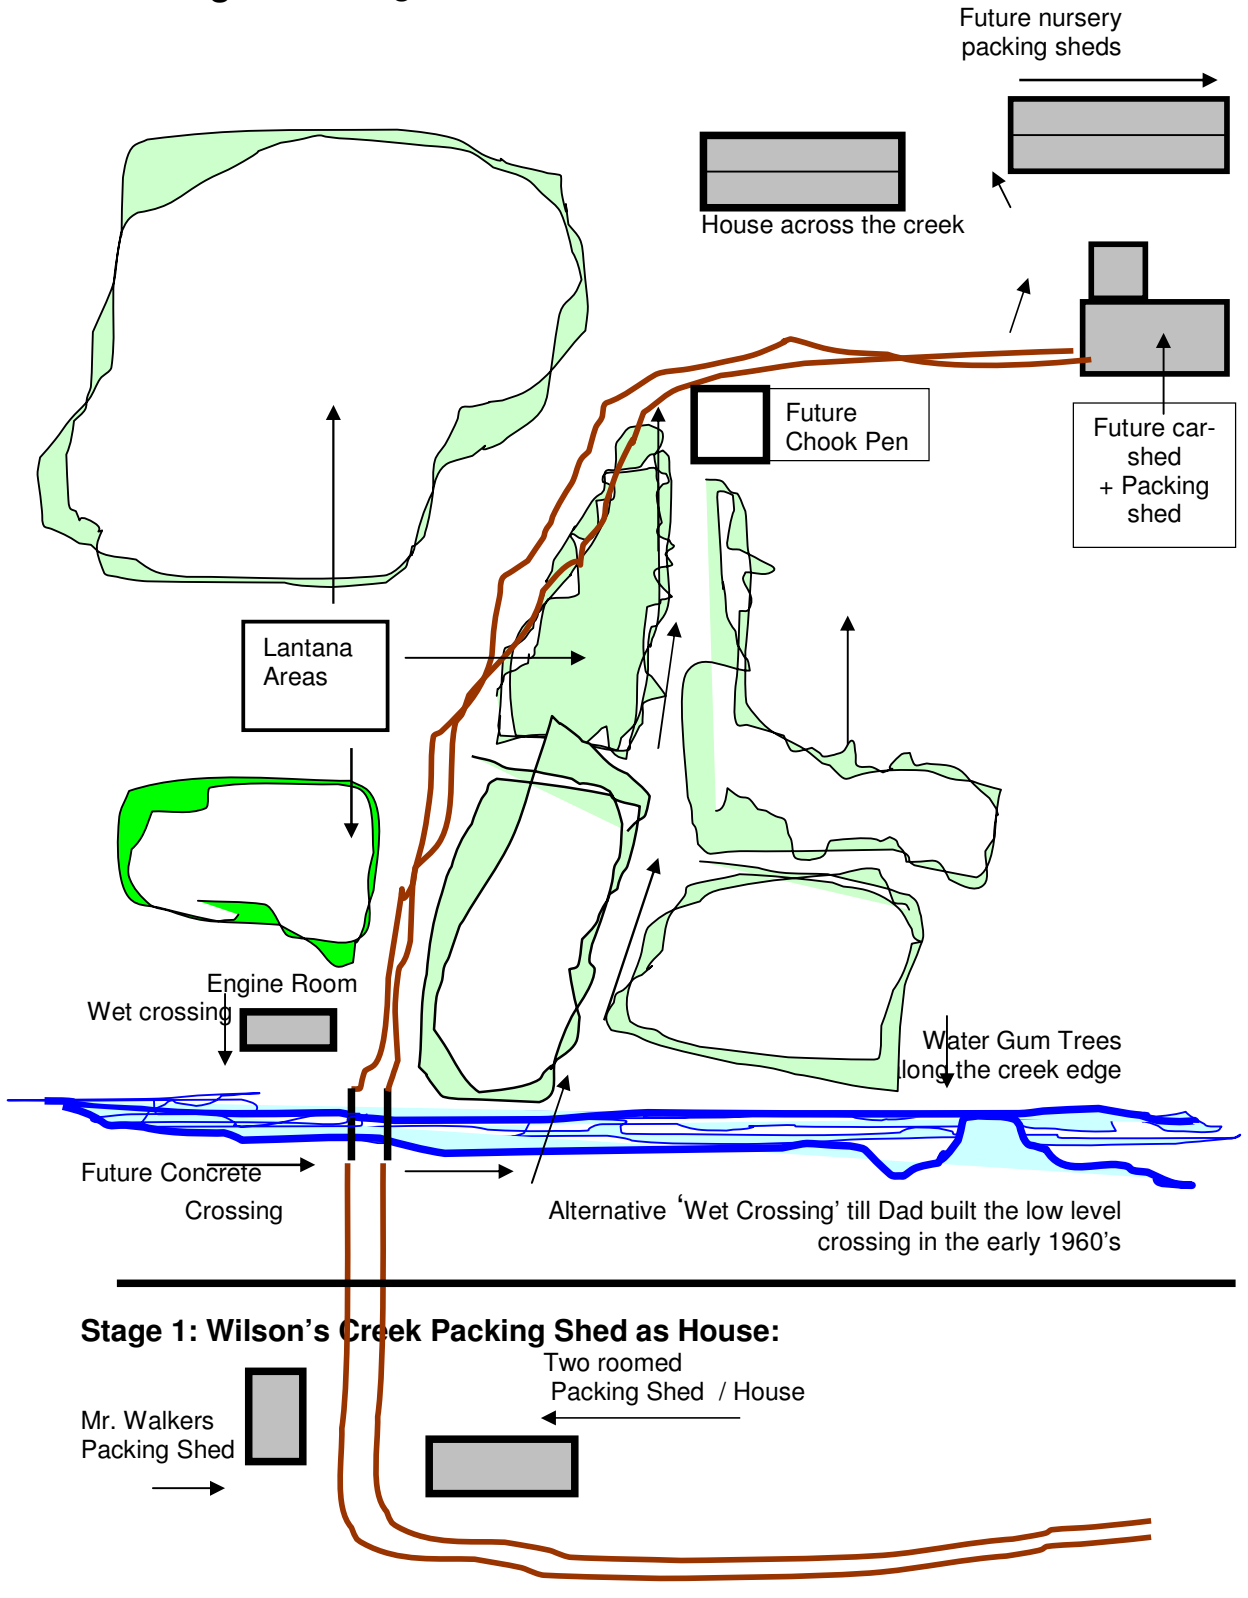 Future nursery
packing sheds
House across the creek
Future
Chook Pen
Future car-
shed
+ Packing
shed
Lantana
Areas
Engine Room
Wet crossing
Water Gum Trees
along the creek edge
Future Concrete
Crossing
Alternative ‘Wet Crossing’ till Dad built the low level
crossing in the early 1960’s
Stage 1: Wilson’s Creek Packing Shed as House:
Two roomed
Packing Shed / House
Mr. Walkers
Packing Shed